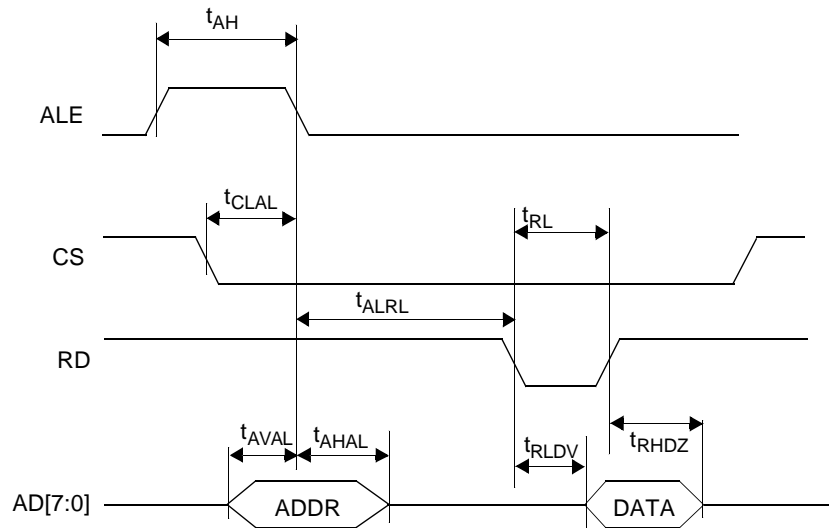 tAH
ALE
tCLAL
tRL
CS
tALRL
RD
tAVAL
tAHAL
tRLDV
tRHDZ
AD[7:0]
ADDR
DATA